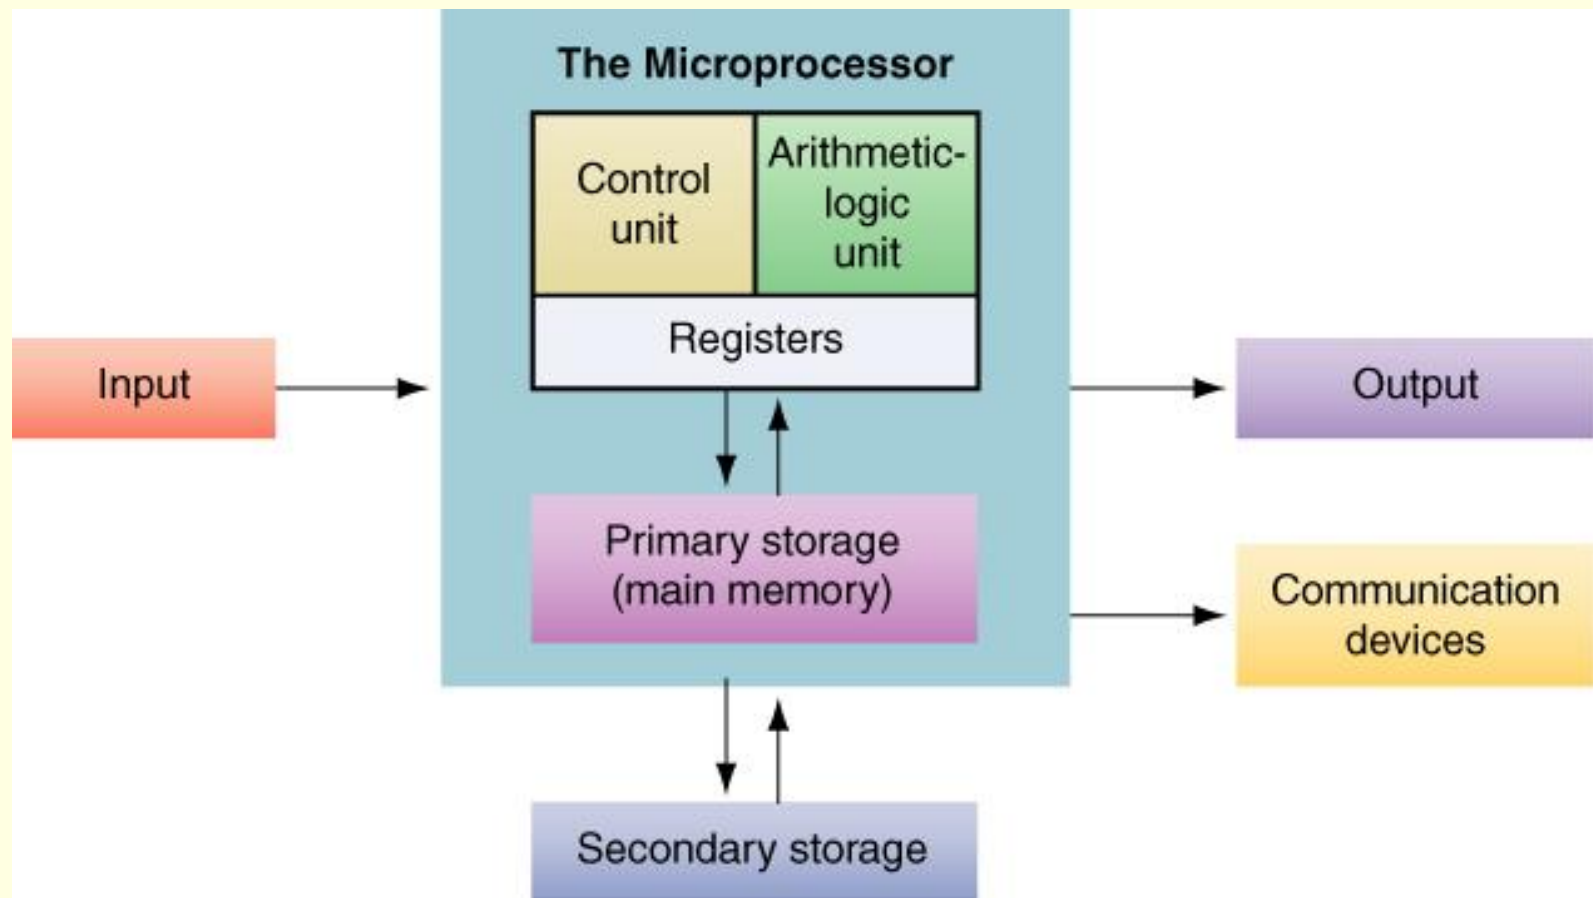 The Microprocessor
Control
unit
Arithmetic-
logic
unit
Registers
Input
Output
Primary storage
(main memory)
Communication
devices
Secondary storage